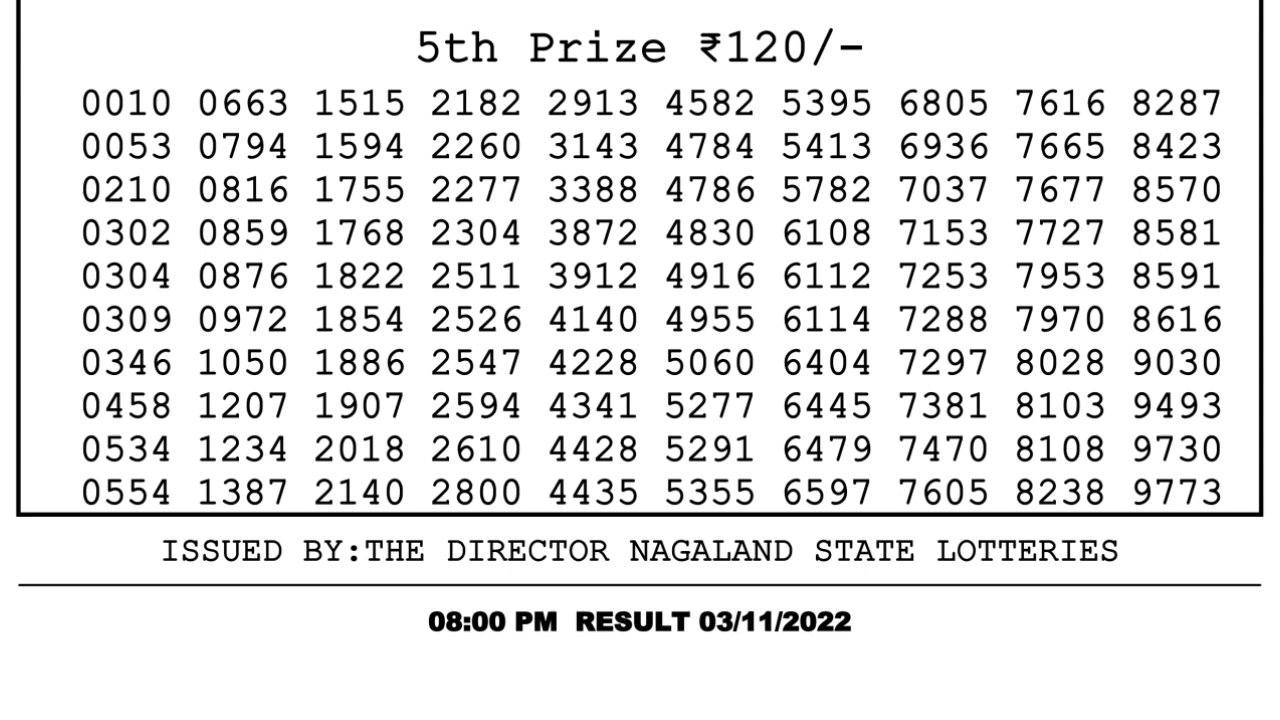 5th Prize ₹120/-
0010 0663 1515 2182 2913 4582 5395 6805 7616 8287
0053 0794 1594 2260 3143 4784 5413 6936 7665 8423
0210 0816 1755 2277 3388 4786 5782 7037 7677 8570
0302 0859 1768 2304 3872 4830 6108 7153 7727 8581
0304 0876 1822 2511 3912 4916 6112 7253 7953 8591
0309 0972 1854 2526 4140 4955 6114 7288 7970 8616
0346 1050 1886 2547 4228 5060 6404 7297 8028 9030
0458 1207 1907 2594 4341 5277 6445 7381 8103 9493
0534 1234 2018 2610 4428 5291 6479 7470 8108 9730
0554 1387 2140 2800 4435 5355 6597 7605 8238 9773
ISSUED BY:THE DIRECTOR NAGALAND STATE LOTTERIES
08:00 PM RESULT 03/11/2022